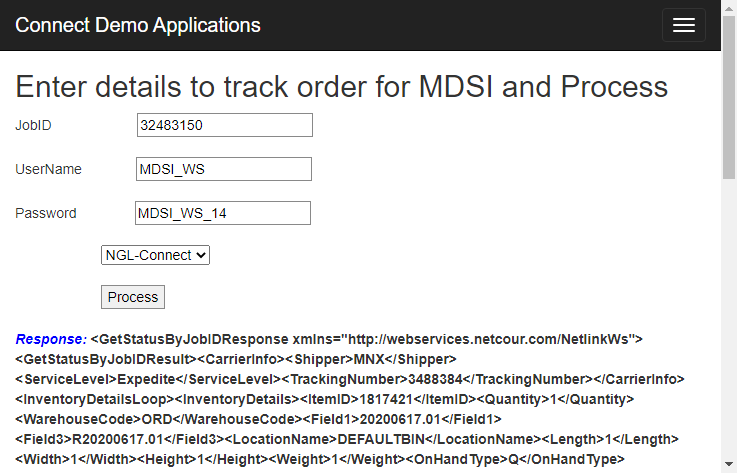 Connect Demo Applications
Enter details to track order for MDSI and Process
JobID 32483150
UserName MDSI_WS
Password MDSI_WS_14
NGL-Connect
Process
Response: <GetStatusByJobIDResponse xmlns="http://webservices.netcour.com/NetlinkWs">
<GetStatusByJobIDResult><CarrierInfo><Shipper>MNX</Shipper>
<ServiceLevel>Expedite</ServiceLevel><TrackingNumber>3488384</TrackingNumber></CarrierInfo>
<InventoryDetailsLoop><InventoryDetails><ItemID>1817421</ItemID><Quantity>1</Quantity>
<WarehouseCode>ORD</WarehouseCode><Field1>20200617.01</Field1>
<Field3>R20200617.01</Field3><LocationName>DEFAULTBIN</LocationName><Length>1</Length>
<Width>1</Width><Height>1</Height><Weight>1</Weight><OnHandType>Q</OnHandType>